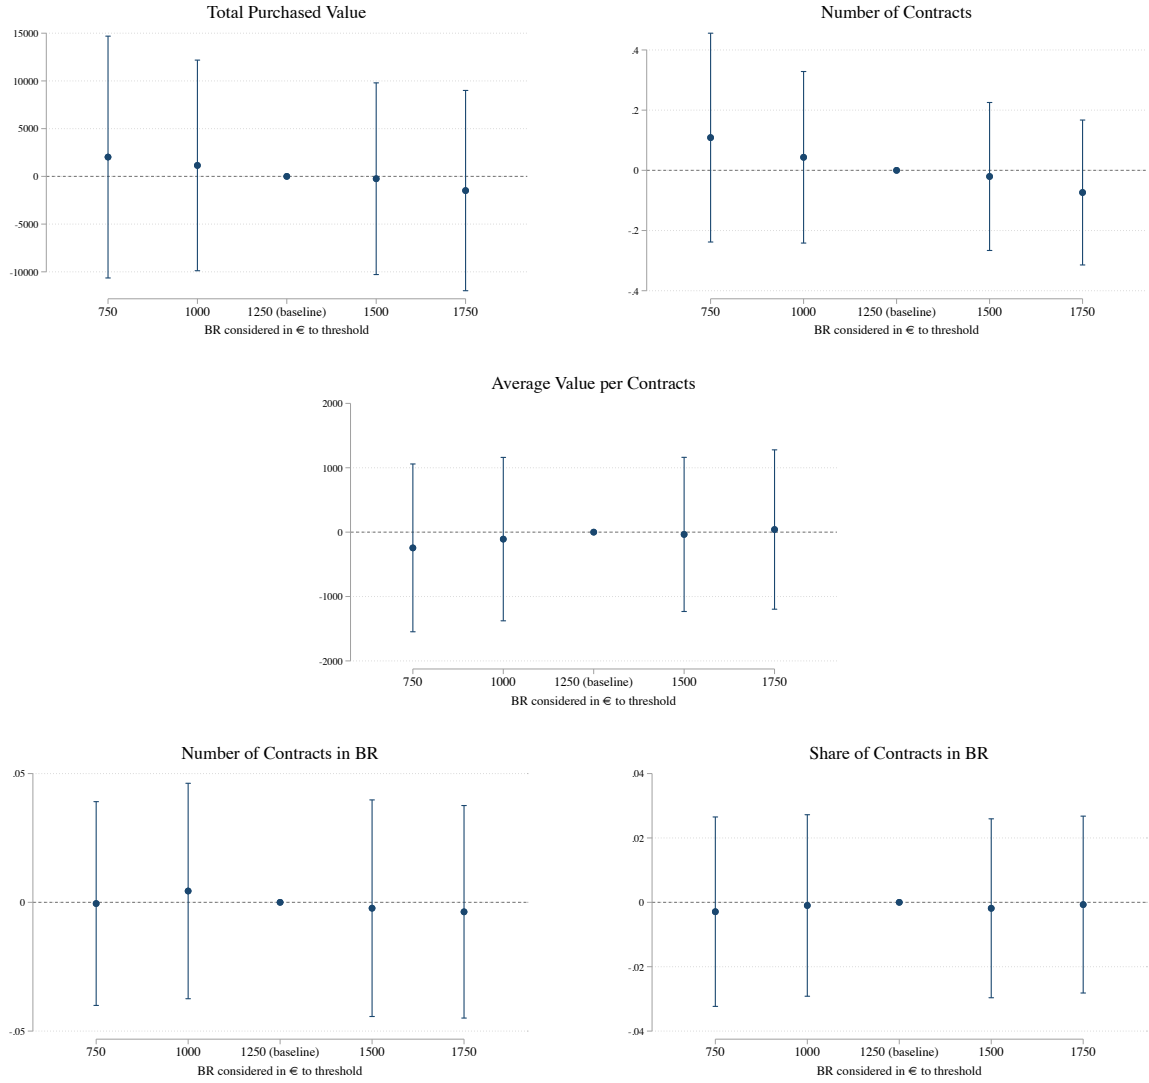 Total Purchased Value
15000
10000
5000
0
-5000
-10000
750 1000 1250 (baseline) 1500 1750
BR considered in € to threshold
Number of Contracts
.4
.2
0
-.2
-.4
750 1000 1250 (baseline) 1500 1750
BR considered in € to threshold
Average Value per Contracts
2000
1000
0
-1000
-2000
750 1000 1250 (baseline) 1500 1750
BR considered in € to threshold
Number of Contracts in BR
.05
0
-.05
750 1000 1250 (baseline) 1500 1750
BR considered in € to threshold
Share of Contracts in BR
.04
.02
0
-.02
-.04
750 1000 1250 (baseline) 1500 1750
BR considered in € to threshold